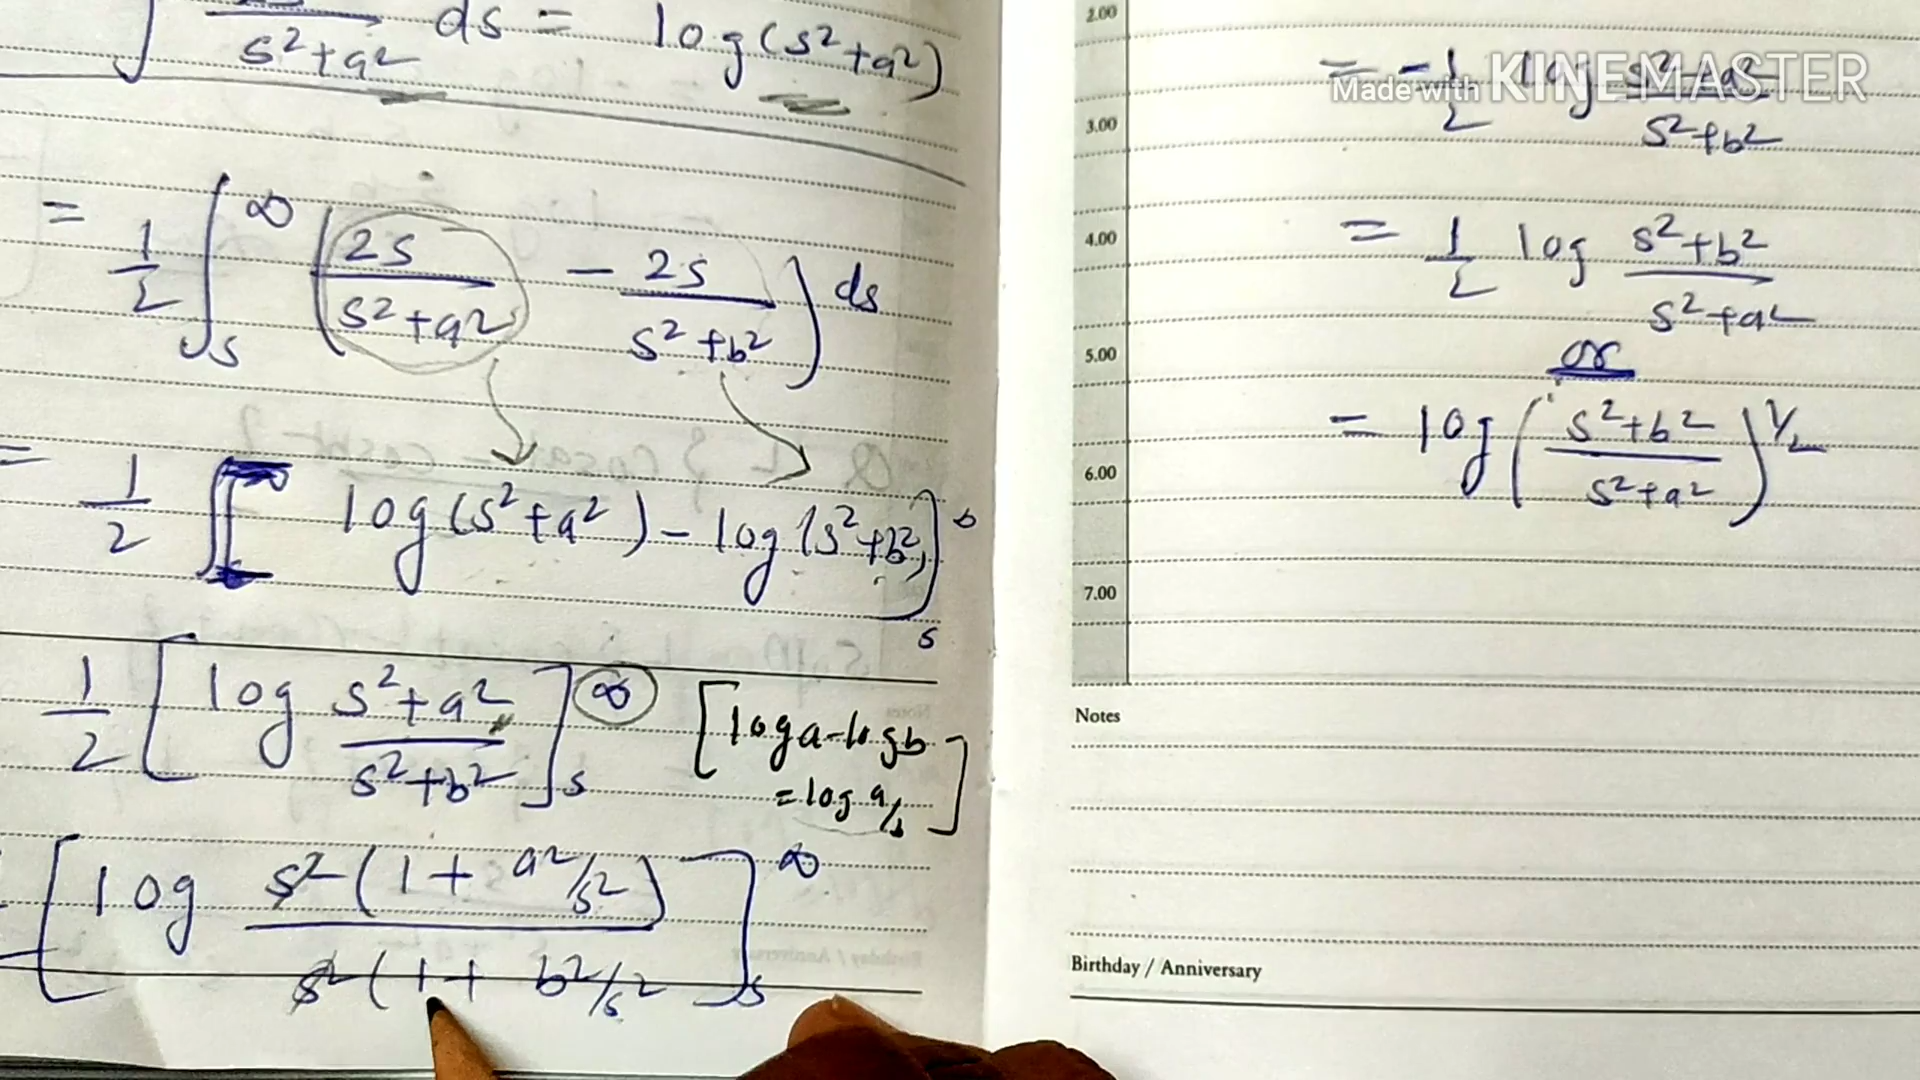 ∫ s²+a² ds = log(s²+a²)
= 1/2 ∫s^∞ (2s/(s²+a²) - 2s/(s²+b²)) ds
= 1/2 [log(s²+a²) - log(s²+b²)]s
1/2 [log (s²+a²)/(s²+b²)]s^∞ [log a - log b
= log a/b]
[log s²(1+a²/s²)/s²(1+b²/s²]s^∞
2.00
= -1/2 log (s²+a²)/(s²+b²)
Made with KINEMASTER
3.00
4.00
= 1/2 log (s²+b²)/(s²+a²)
5.00
or
= log((s²+b²)/(s²+a²))^1/2
6.00
7.00
Notes
Birthday / Anniversary